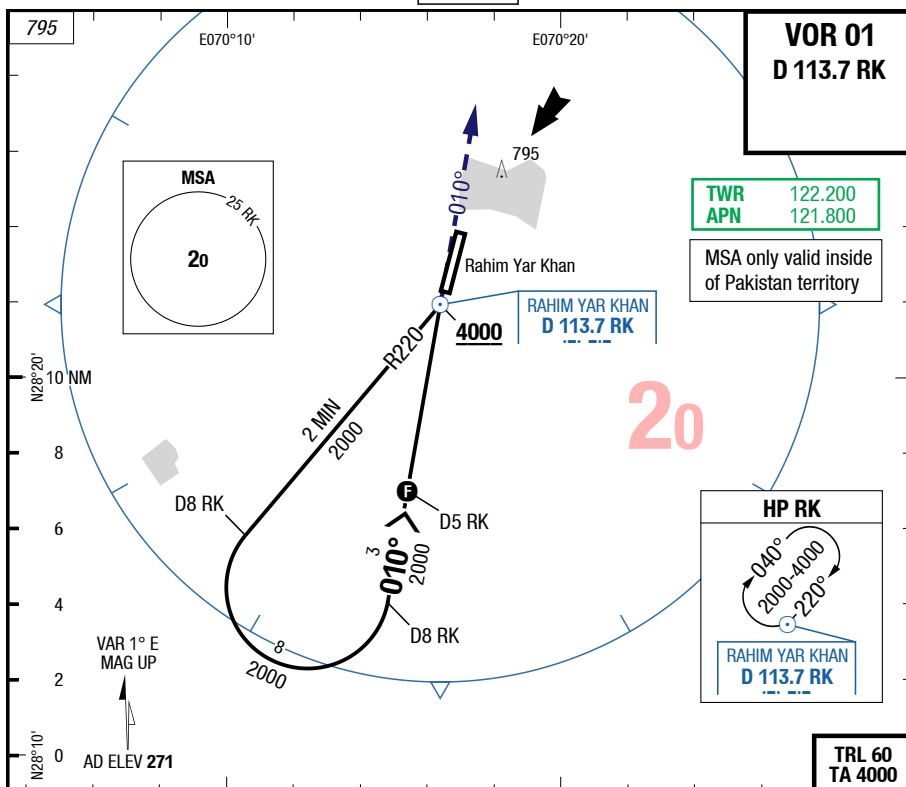 795
E070°10'
E070°20'
VOR 01
D 113.7 RK
795
MSA
25 RK
20
010°
TWR 122.200
APN 121.800
MSA only valid inside
of Pakistan territory
Rahim Yar Khan
RAHIM YAR KHAN
D 113.7 RK
4000
R220
N28°20'
10 NM
2 MIN
2000
20
8
D8 RK
F
D5 RK
6
HP RK
3
010°
2000
040°
2000-4000
220°
4
D8 RK
8
2000
VAR 1° E
MAG UP
RAHIM YAR KHAN
D 113.7 RK
2
N28°10'
0
AD ELEV 271
TRL 60
TA 4000